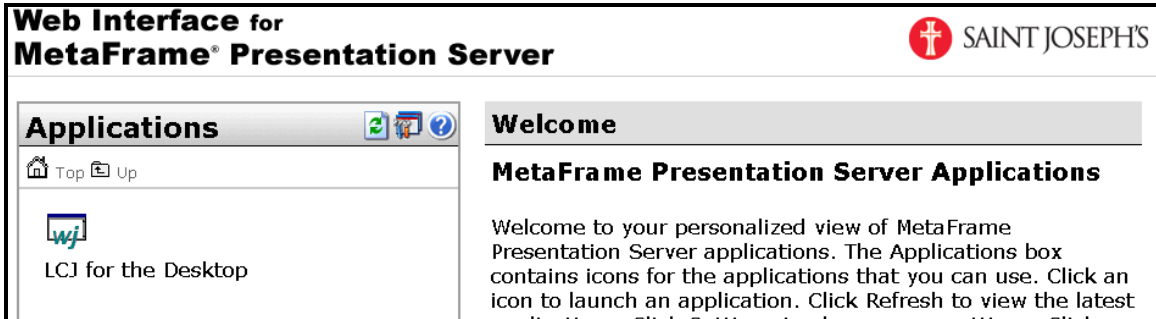 Web Interface for
MetaFrame® Presentation Server
SAINT JOSEPH'S
Applications
Top Up
wj
LCJ for the Desktop
Welcome
MetaFrame Presentation Server Applications
Welcome to your personalized view of MetaFrame
Presentation Server applications. The Applications box
contains icons for the applications that you can use. Click an
icon to launch an application. Click Refresh to view the latest